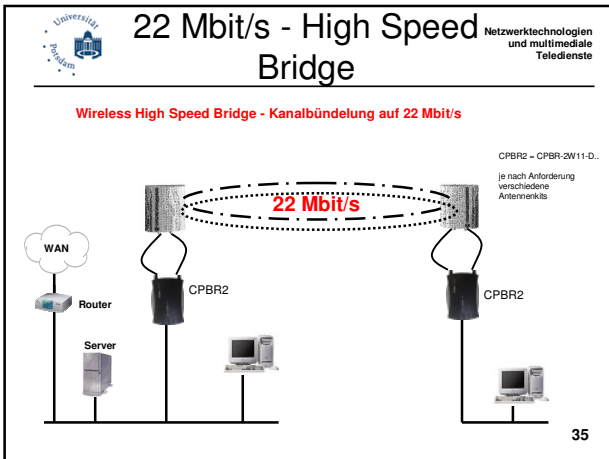 Universität
Potsdam
22 Mbit/s - High Speed
Bridge
Netzwerktechnologien
und multimediale
Teledienste
Wireless High Speed Bridge - Kanalbündelung auf 22 Mbit/s
CPBR2 = CPBR-2W11-D..
je nach Anforderung
verschiedene
Antennenkits
22 Mbit/s
WAN
CPBR2
CPBR2
Router
Server
35